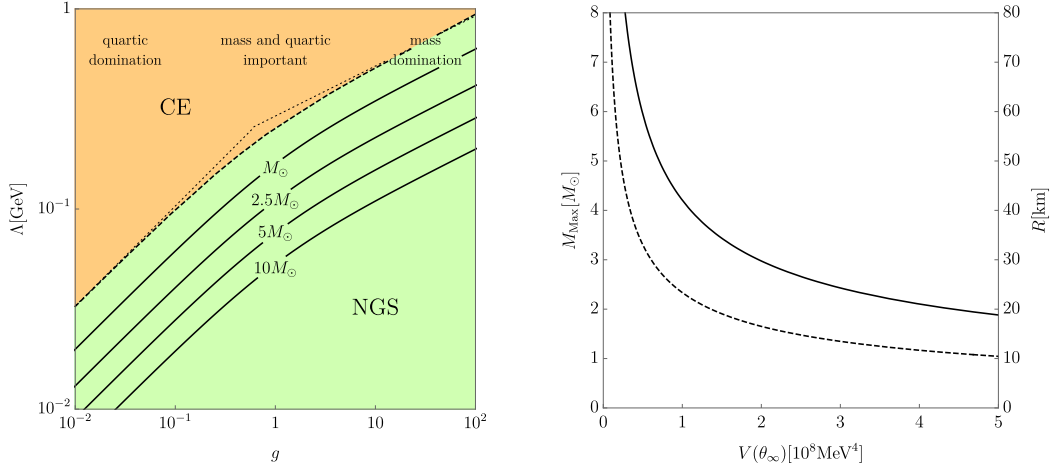 quartic
domination
mass and quartic
important
mass
domination
CE
M⊙
2.5M⊙
5M⊙
10M⊙
NGS
1
10⁻¹
10⁻²
Λ[GeV]
10⁻² 10⁻¹ 1 10 10²
g
8
7
6
5
4
3
2
1
0
M_Max[M⊙]
80
70
60
50
40
30
20
10
0
R[km]
0 1 2 3 4 5
V(θ∞)[10⁸MeV⁴]